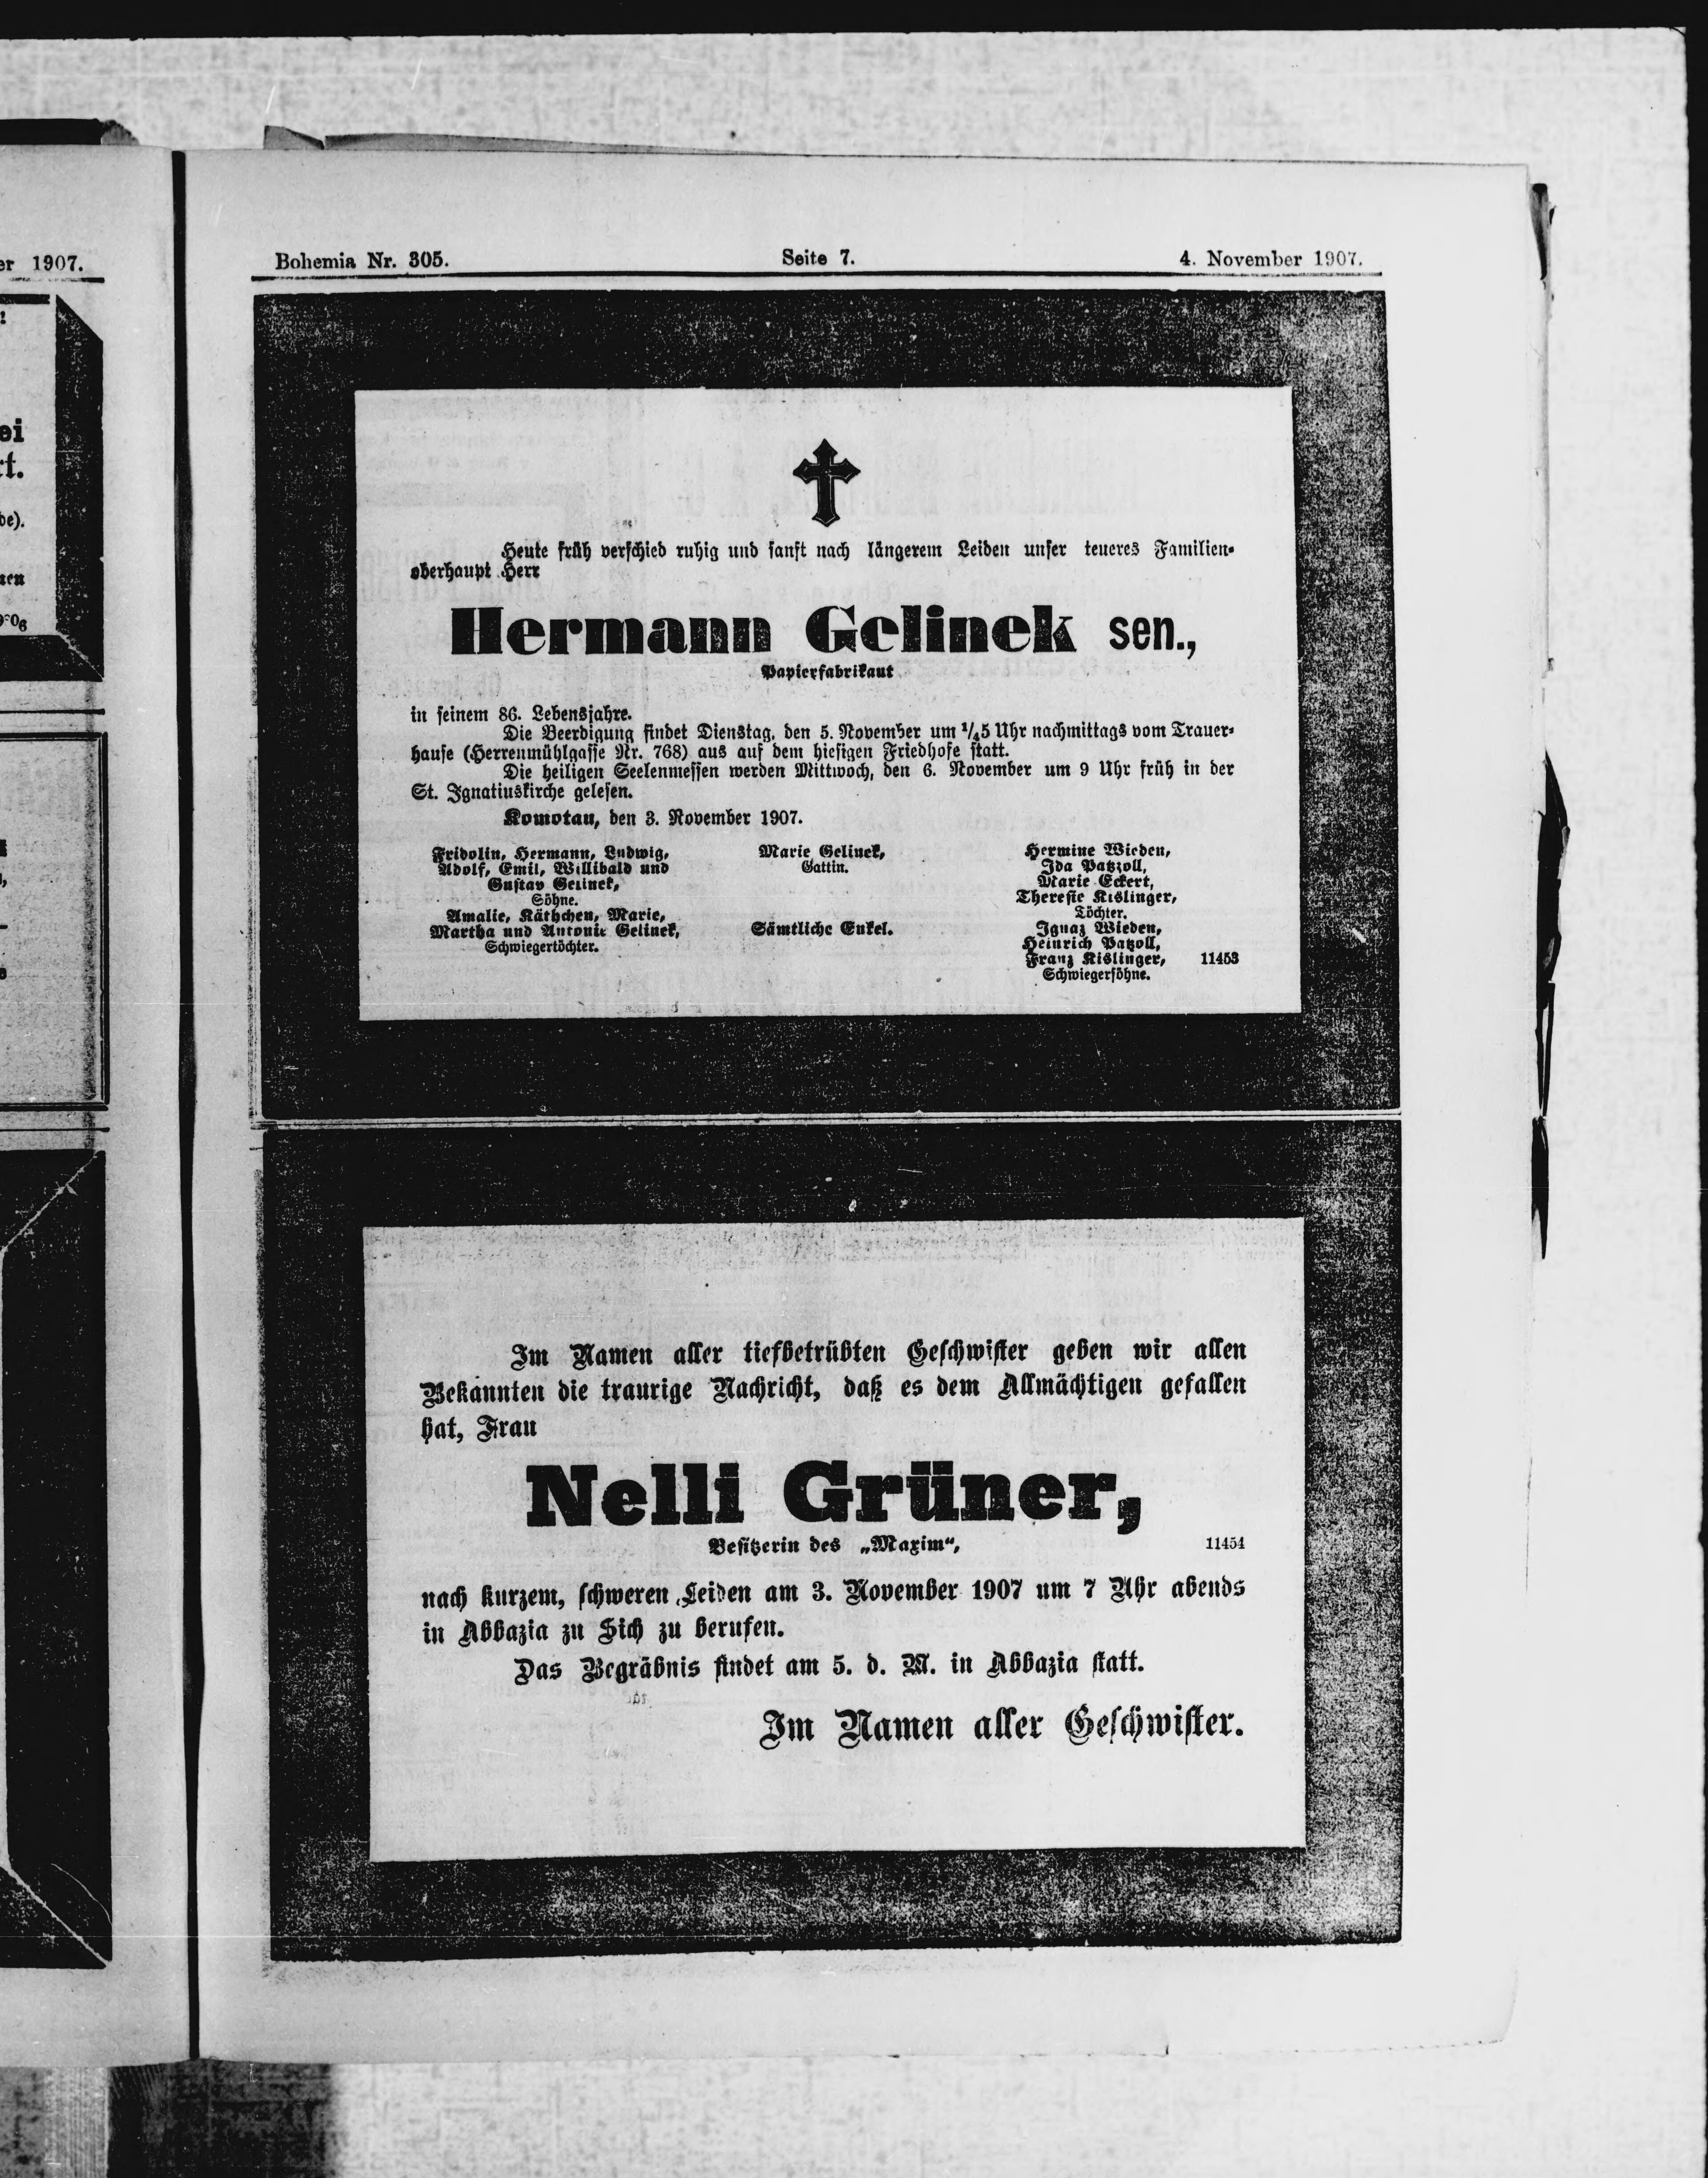 er 1907.
ei
rt.
be).
nen
Bohemia Nr. 305. Seite 7. 4. November 1907.
Heute früh verschied ruhig und sanft nach längerem Leiden unser teueres Familien-
oberhaupt Herr
Hermann Gelinek sen.,
Papierfabrikant
in seinem 86. Lebensjahre.
Die Beerdigung findet Dienstag, den 5. November um 1/45 Uhr nachmittags vom Trauer-
hause (Herrenmühlgasse Nr. 768) aus auf dem hiesigen Friedhofe statt.
Die heiligen Seelenmessen werden Mittwoch, den 6. November um 9 Uhr früh in der
St. Ignatiuskirche gelesen.
Komotau, den 3. November 1907.
Fridolin, Hermann, Ludwig,
Adolf, Emil, Willibald und
Gustav Gelinek,
Söhne.
Amalie, Käthchen, Marie,
Martha und Antonie Gelinek,
Schwiegertöchter.
Marie Gelinek,
Gattin.
Sämtliche Enkel.
Hermine Wieden,
Ida Patzoll,
Marie Eckert,
Theresie Kislinger,
Töchter.
Ignaz Wieden,
Heinrich Patzoll,
Franz Kislinger,
Schwiegersöhne.
11453
Im Namen aller tiefbetrübten Geschwister geben wir allen
Bekannten die traurige Nachricht, daß es dem Allmächtigen gefallen
hat, Frau
Nelli Grüner,
Besitzerin des „Maxim“, 11454
nach kurzem, schweren Leiden am 3. November 1907 um 7 Uhr abends
in Abbazia zu Sich zu berufen.
Das Begräbnis findet am 5. d. M. in Abbazia statt.
Im Namen aller Geschwister.